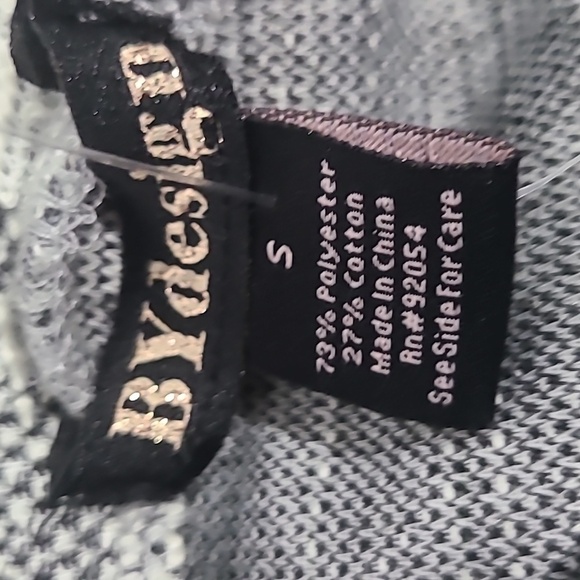 BYdesign
S
73% Polyester
27% Cotton
Made In China
Rn#92054
See Side For Care